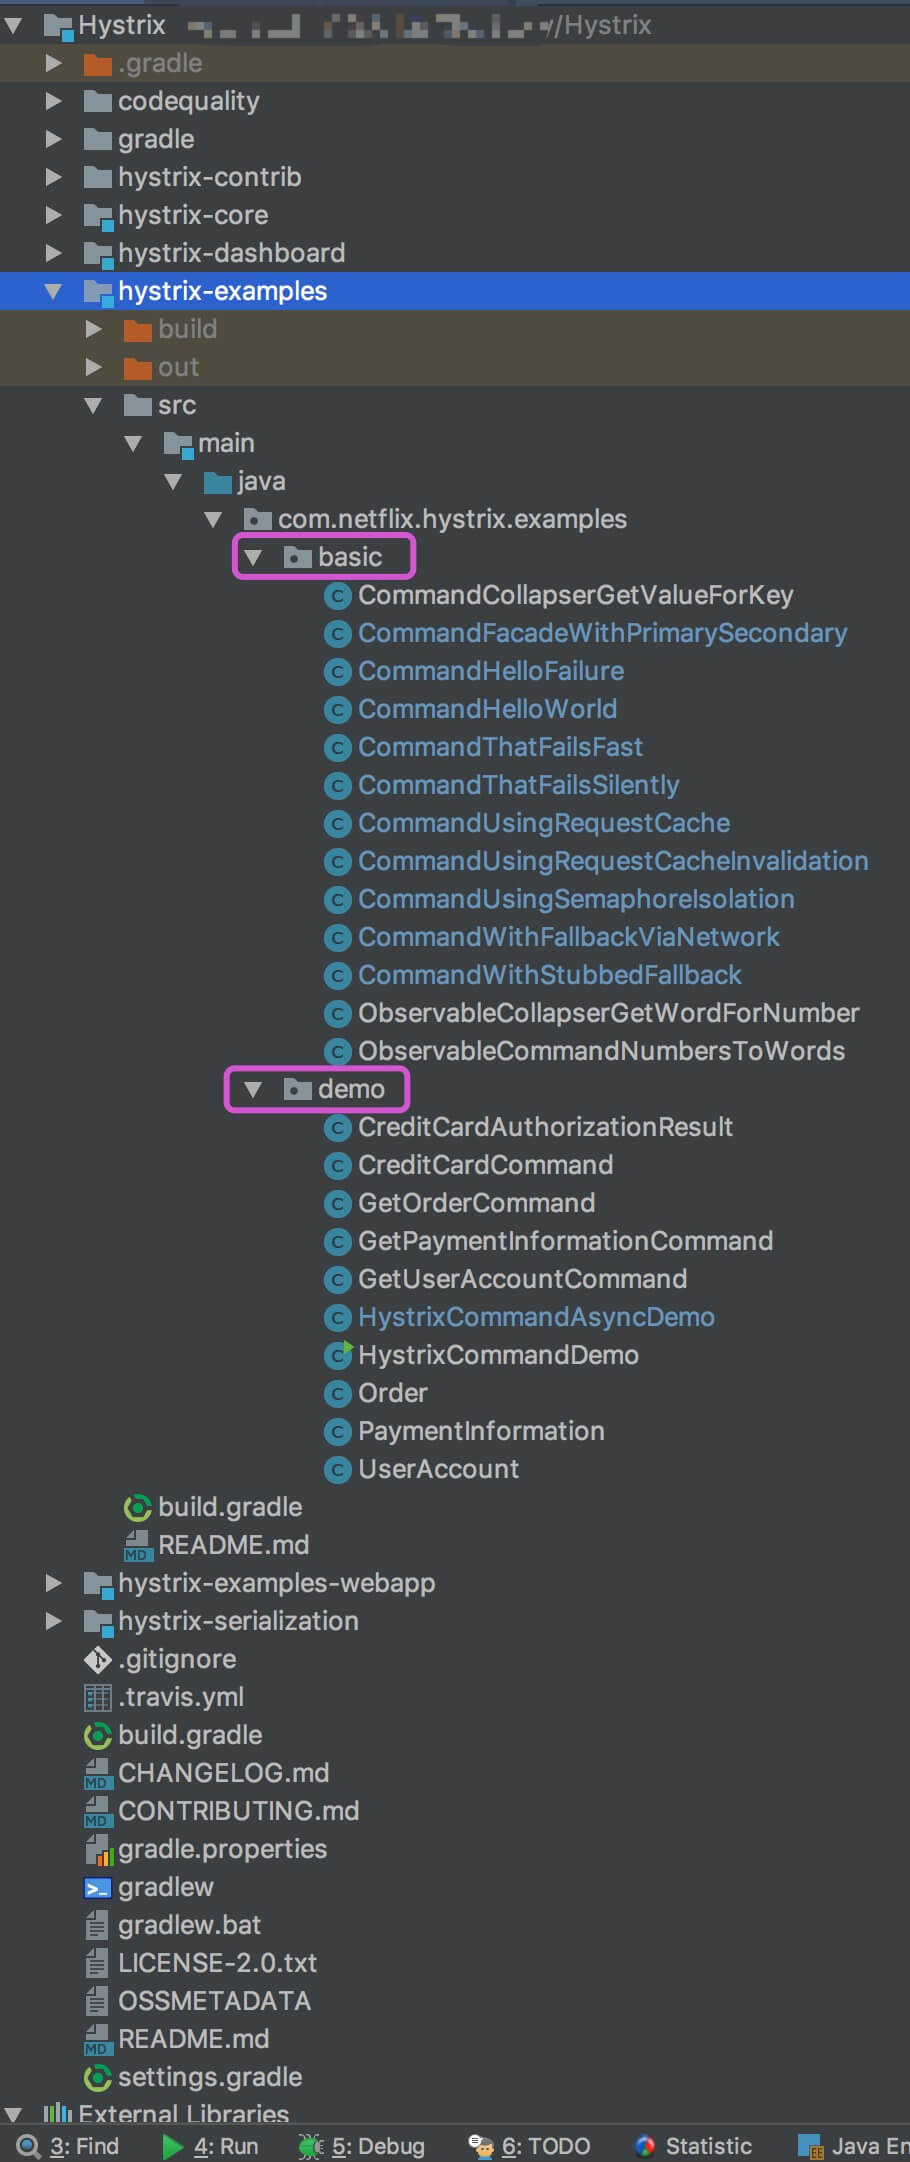 Hystrix //Hystrix
.gradle
codequality
gradle
hystrix-contrib
hystrix-core
hystrix-dashboard
hystrix-examples
build
out
src
main
java
com.netflix.hystrix.examples
basic
CommandCollapserGetValueForKey
CommandFacadeWithPrimarySecondary
CommandHelloFailure
CommandHelloWorld
CommandThatFailsFast
CommandThatFailsSilently
CommandUsingRequestCache
CommandUsingRequestCacheInvalidation
CommandUsingSemaphoreIsolation
CommandWithFallbackViaNetwork
CommandWithStubbedFallback
ObservableCollapserGetWordForNumber
ObservableCommandNumbersToWords
demo
CreditCardAuthorizationResult
CreditCardCommand
GetOrderCommand
GetPaymentInformationCommand
GetUserAccountCommand
HystrixCommandAsyncDemo
HystrixCommandDemo
Order
PaymentInformation
UserAccount
build.gradle
README.md
hystrix-examples-webapp
hystrix-serialization
.gitignore
.travis.yml
build.gradle
CHANGELOG.md
CONTRIBUTING.md
gradle.properties
gradlew
gradlew.bat
LICENSE-2.0.txt
OSSMETADATA
README.md
settings.gradle
External Libraries
3: Find 4: Run 5: Debug 6: TODO Statistic Java En